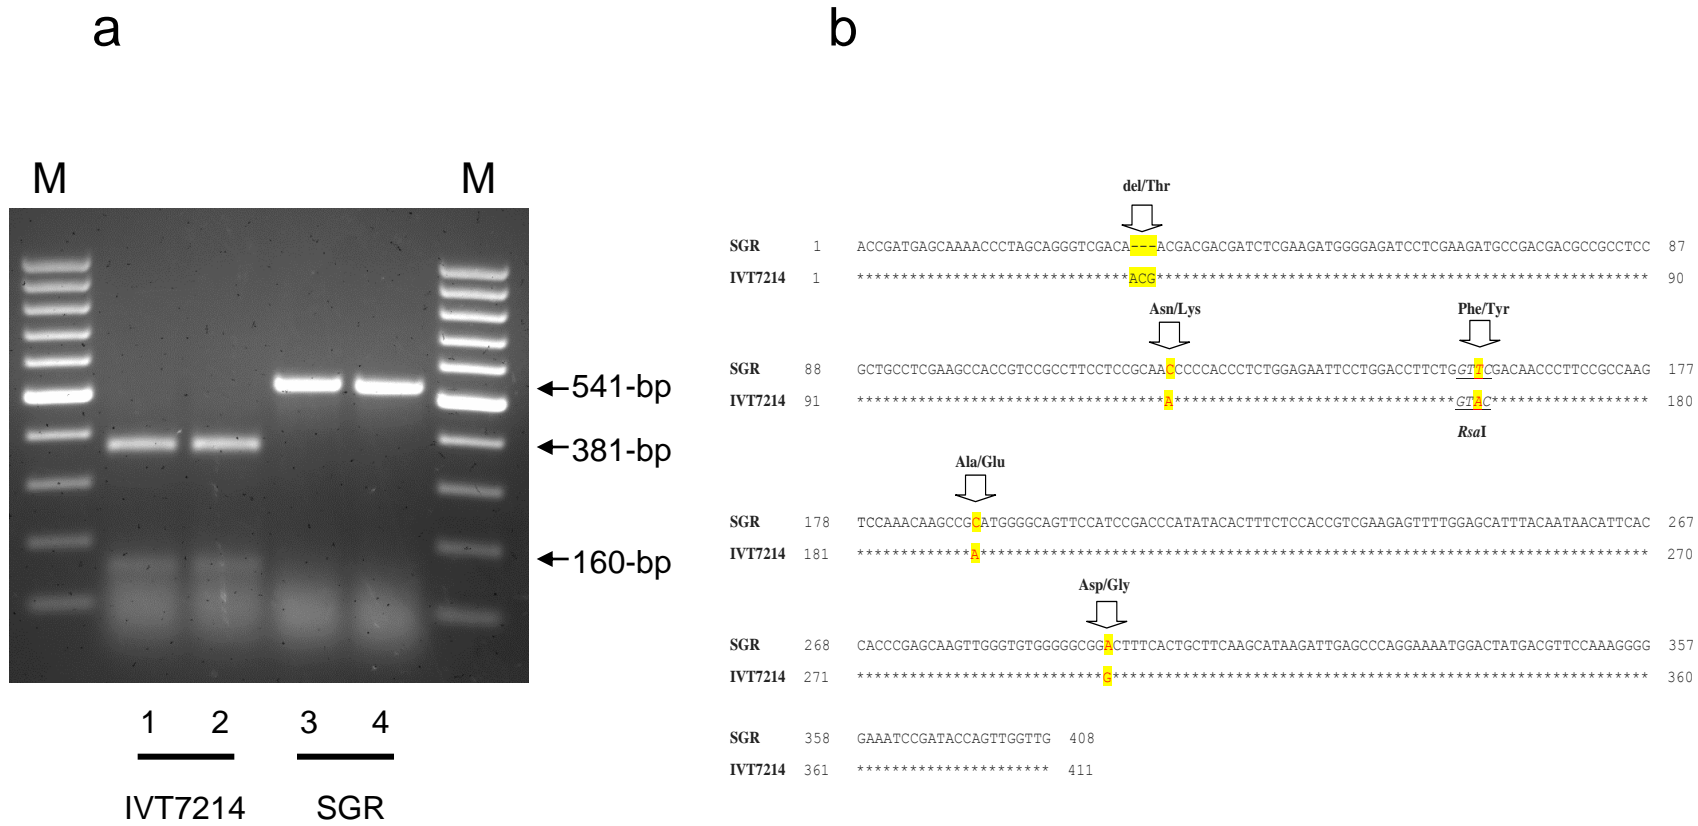 a
b
M
M
541-bp
381-bp
160-bp
1 2 3 4
IVT7214 SGR
del/Thr
SGR 1 ACCGATGAGCAAAACCCTAGCAGGGTCGACA---ACGACGACGATCTCGAAGATGGGGAGATCCTCGAAGATGCCGACGACGCCGCCTCC 87
IVT7214 1 *******************************ACG******************************************************** 90
Asn/Lys Phe/Tyr
SGR 88 GCTGCCTCGAAGCCACCGTCCGCCTTCCTCCGCAACCCCCACCCTCTGGAGAATTCCTGGACCTTCTGGTTCGACAACCCTTCCGCCAAG 177
IVT7214 91 ***********************************A********************************GTAC****************** 180
RsaI
Ala/Glu
SGR 178 TCCAAACAAGCCGCATGGGGCAGTTCCATCCGACCCATATACACTTTCTCCACCGTCGAAGAGTTTTGGAGCATTTACAATAACATTCAC 267
IVT7214 181 *************A**************************************************************************** 270
Asp/Gly
SGR 268 CACCCGAGCAAGTTGGGTGTGGGGGCGGACTTTCACTGCTTCAAGCATAAGATTGAGCCCAGGAAAATGGACTATGACGTTCCAAAGGGG 357
IVT7214 271 ****************************G************************************************************* 360
SGR 358 GAAATCCGATACCAGTTGGTTG 408
IVT7214 361 ********************** 411